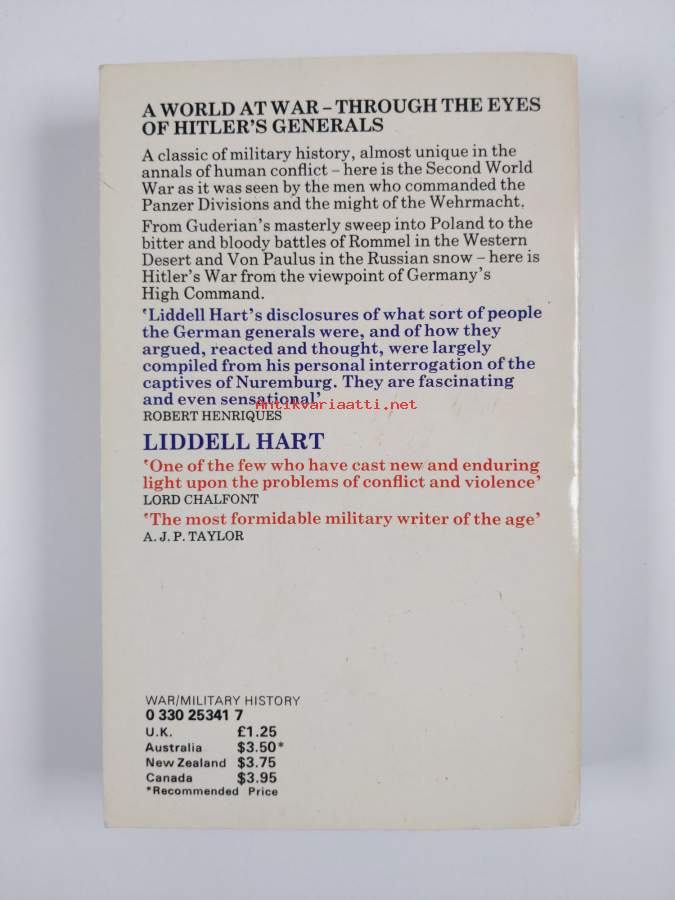 A WORLD AT WAR – THROUGH THE EYES
OF HITLER'S GENERALS
A classic of military history, almost unique in the
annals of human conflict – here is the Second World
War as it was seen by the men who commanded the
Panzer Divisions and the might of the Wehrmacht.
From Guderian's masterly sweep into Poland to the
bitter and bloody battles of Rommel in the Western
Desert and Von Paulus in the Russian snow – here is
Hitler's War from the viewpoint of Germany's
High Command.
‛Liddell Hart's disclosures of what sort of people
the German generals were, and of how they
argued, reacted and thought, were largely
compiled from his personal interrogation of the
captives of Nuremburg. They are fascinating
and even sensational’
Antikvariaatti.net
ROBERT HENRIQUES
LIDDELL HART
‛One of the few who have cast new and enduring
light upon the problems of conflict and violence’
LORD CHALFONT
‛The most formidable military writer of the age’
A. J. P. TAYLOR
WAR/MILITARY HISTORY
0 330 25341 7
U.K. £1.25
Australia $3.50*
New Zealand $3.75
Canada $3.95
*Recommended Price